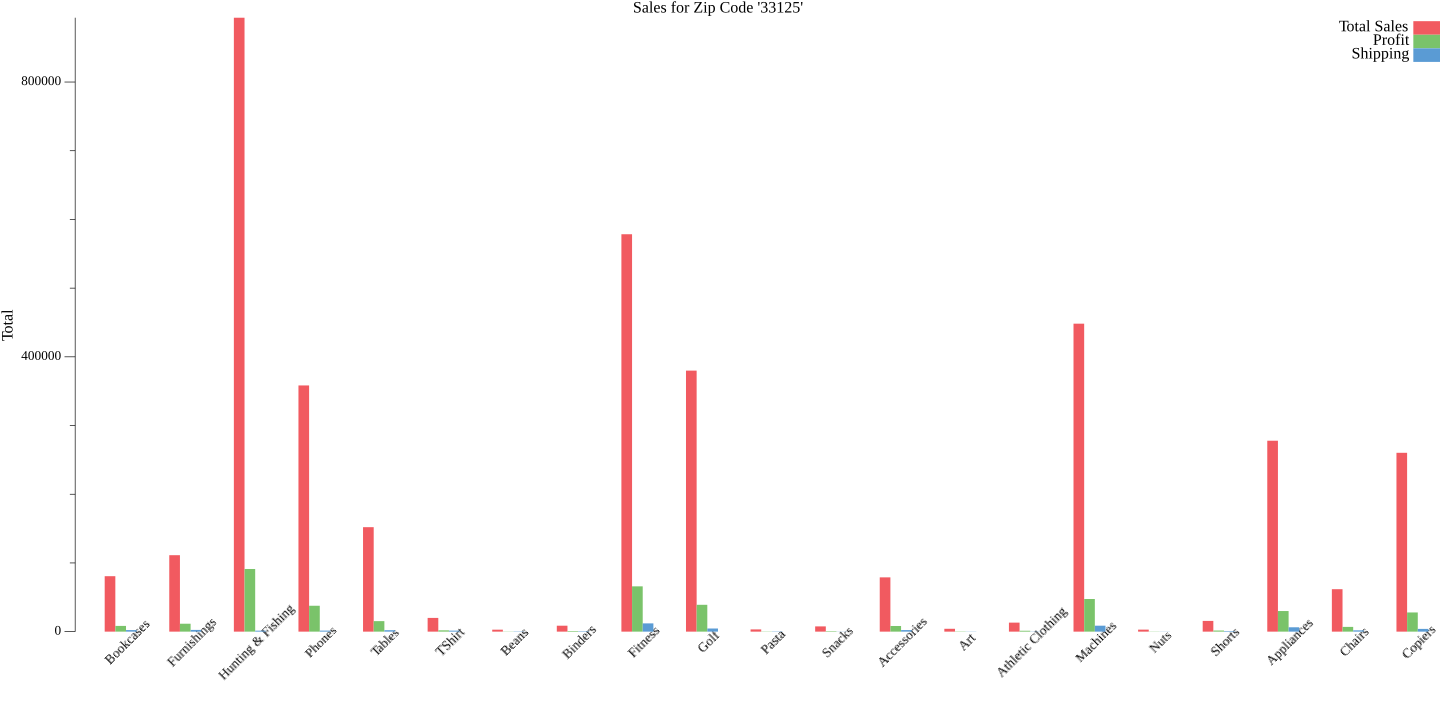 Sales for Zip Code '33125'
Total Sales
Profit
Shipping
800000
400000
0
Total
Bookcases
Furnishings
Hunting & Fishing
Phones
Tables
TShirt
Beans
Binders
Fitness
Golf
Pasta
Snacks
Accessories
Art
Athletic Clothing
Machines
Nuts
Shorts
Appliances
Chairs
Copiers